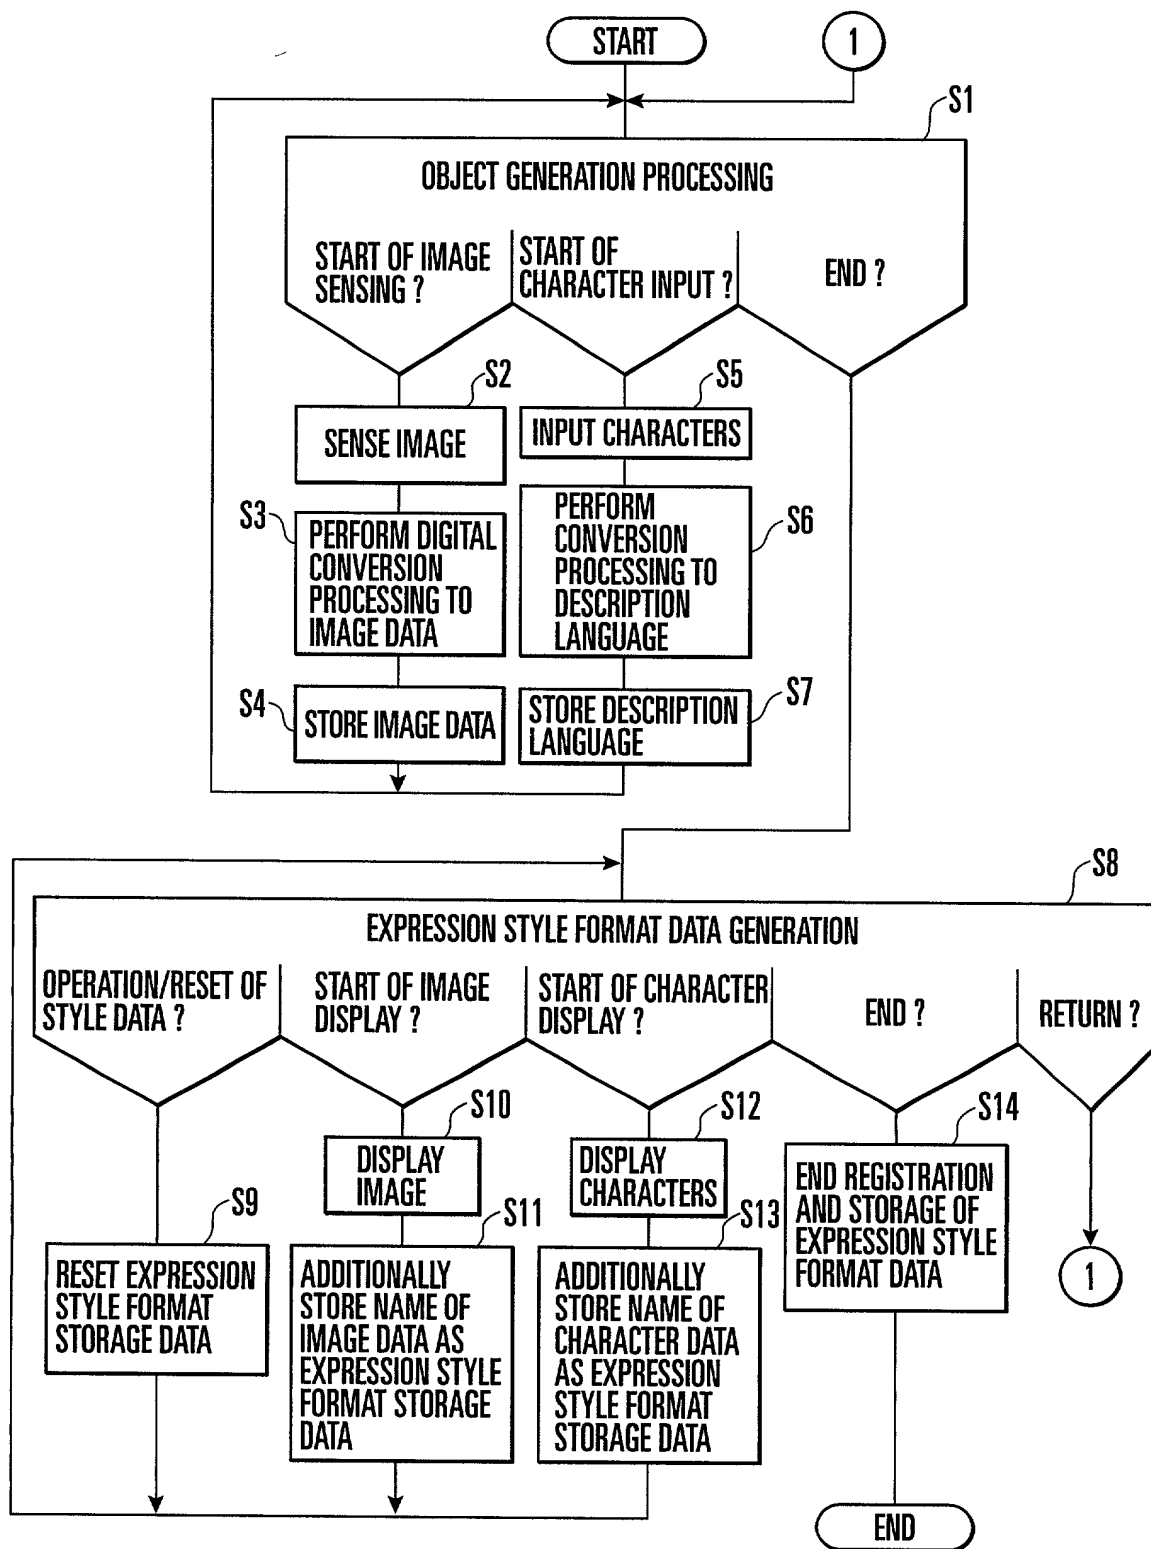 START
1
S1
OBJECT GENERATION PROCESSING
START OF IMAGE
SENSING ?
START OF
CHARACTER INPUT ?
END ?
S2
SENSE IMAGE
S3
PERFORM DIGITAL
CONVERSION
PROCESSING TO
IMAGE DATA
S4
STORE IMAGE DATA
S5
INPUT CHARACTERS
S6
PERFORM
CONVERSION
PROCESSING TO
DESCRIPTION
LANGUAGE
S7
STORE DESCRIPTION
LANGUAGE
S8
EXPRESSION STYLE FORMAT DATA GENERATION
OPERATION/RESET OF
STYLE DATA ?
START OF IMAGE
DISPLAY ?
START OF CHARACTER
DISPLAY ?
END ?
RETURN ?
S9
RESET EXPRESSION
STYLE FORMAT
STORAGE DATA
S10
DISPLAY
IMAGE
S11
ADDITIONALLY
STORE NAME OF
IMAGE DATA AS
EXPRESSION STYLE
FORMAT STORAGE
DATA
S12
DISPLAY
CHARACTERS
S13
ADDITIONALLY
STORE NAME OF
CHARACTER DATA
AS EXPRESSION
STYLE FORMAT
STORAGE DATA
S14
END REGISTRATION
AND STORAGE OF
EXPRESSION STYLE
FORMAT DATA
1
END